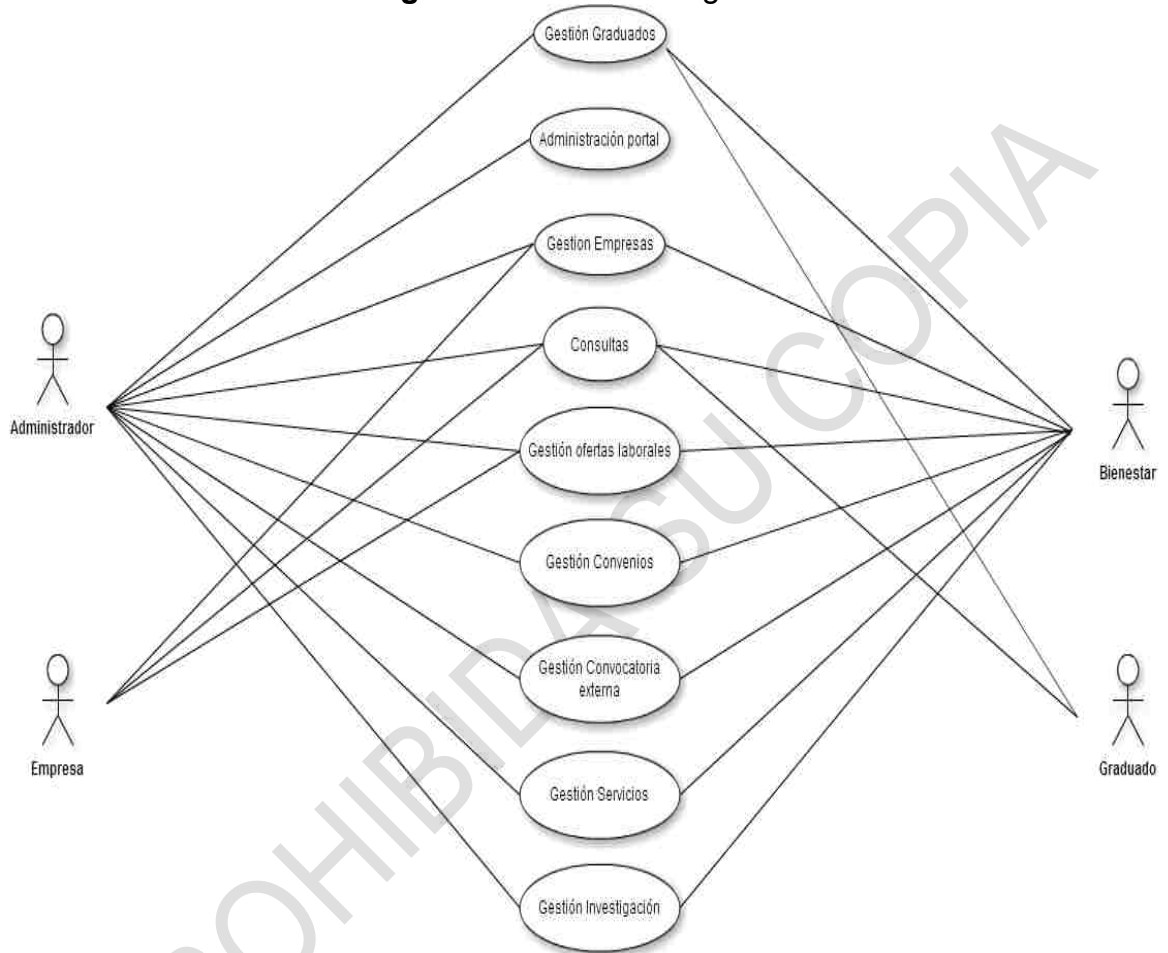 Gestión Graduados
Administración portal
Gestion Empresas
Consultas
Administrador
Gestión ofertas laborales
Bienestar
Gestión Convenios
Gestión Convocatoria
externa
Empresa
Graduado
Gestión Servicios
Gestión Investigación
OHIBIDA SU COPIA